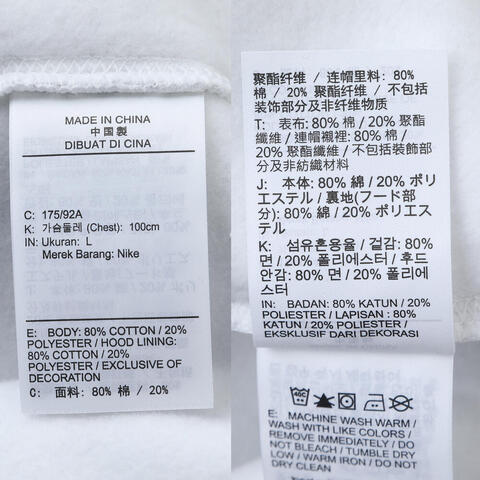 MADE IN CHINA
中国製
DIBUAT DI CINA
C: 175/92A
K: 가슴둘레 (Chest): 100cm
IN: Ukuran: L
Merek Barang: Nike
E: BODY: 80% COTTON / 20%
POLYESTER / HOOD LINING:
80% COTTON / 20%
POLYESTER / EXCLUSIVE OF
DECORATION
C: 面料: 80% 棉 / 20%
聚酯纤维 / 连帽里料: 80%
棉 / 20% 聚酯纤维 / 不包括
装饰部分及非纤维物质
T: 表布: 80% 棉 / 20% 聚酯
纖維 / 連帽襯裡: 80% 棉 /
20% 聚酯纖維 / 不包括裝飾部
分及非紡織材料
J: 本体: 80% 綿 / 20% ポリ
エステル / 裏地(フード部
分): 80% 綿 / 20% ポリエス
テル
K: 섬유혼용율 / 겉감: 80%
면 / 20% 폴리에스터 / 후드
안감: 80% 면 / 20% 폴리에
스터
IN: BADAN: 80% KATUN / 20%
POLIESTER / LAPISAN : 80%
KATUN / 20% POLIESTER /
EKSKLUSIF DARI DEKORASI
40C
E: MACHINE WASH WARM /
WASH WITH LIKE COLORS /
REMOVE IMMEDIATELY / DO
NOT BLEACH / TUMBLE DRY
LOW / WARM IRON / DO NOT
DRY CLEAN